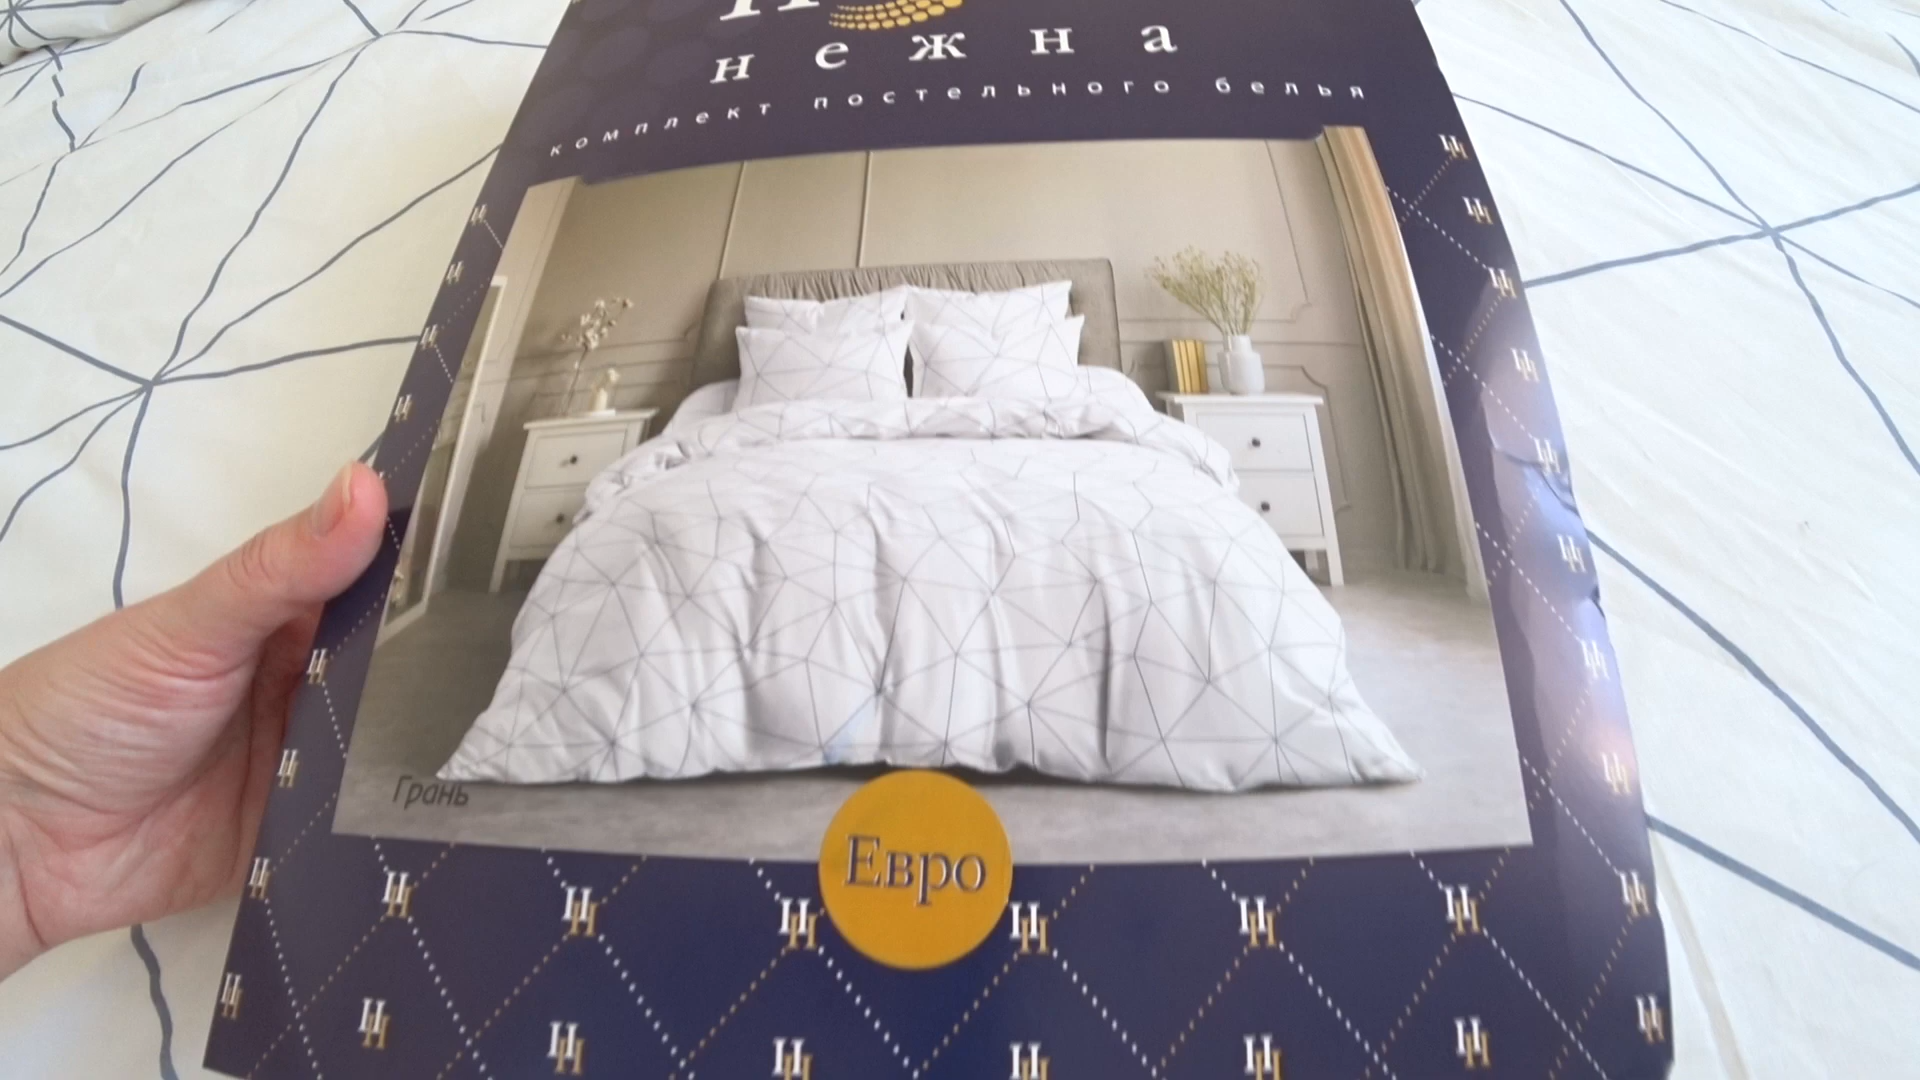 нежна
комплект постельного белья
Грань
Евро